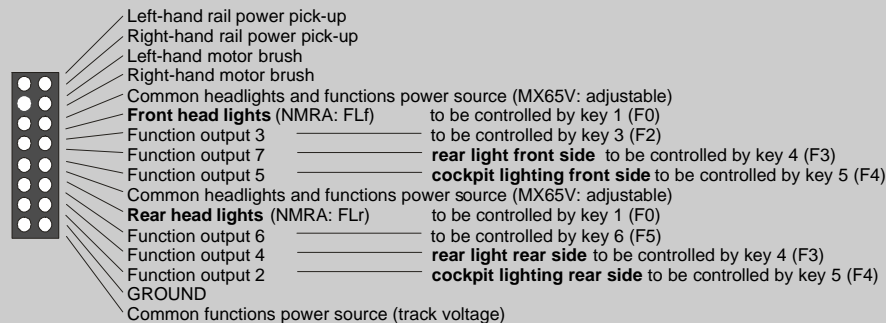 Left-hand rail power pick-up
Right-hand rail power pick-up
Left-hand motor brush
Right-hand motor brush
Common headlights and functions power source (MX65V: adjustable)
Front head lights (NMRA: FLf) to be controlled by key 1 (F0)
Function output 3 to be controlled by key 3 (F2)
Function output 7 rear light front side to be controlled by key 4 (F3)
Function output 5 cockpit lighting front side to be controlled by key 5 (F4)
Common headlights and functions power source (MX65V: adjustable)
Rear head lights (NMRA: FLr) to be controlled by key 1 (F0)
Function output 6 to be controlled by key 6 (F5)
Function output 4 rear light rear side to be controlled by key 4 (F3)
Function output 2 cockpit lighting rear side to be controlled by key 5 (F4)
GROUND
Common functions power source (track voltage)